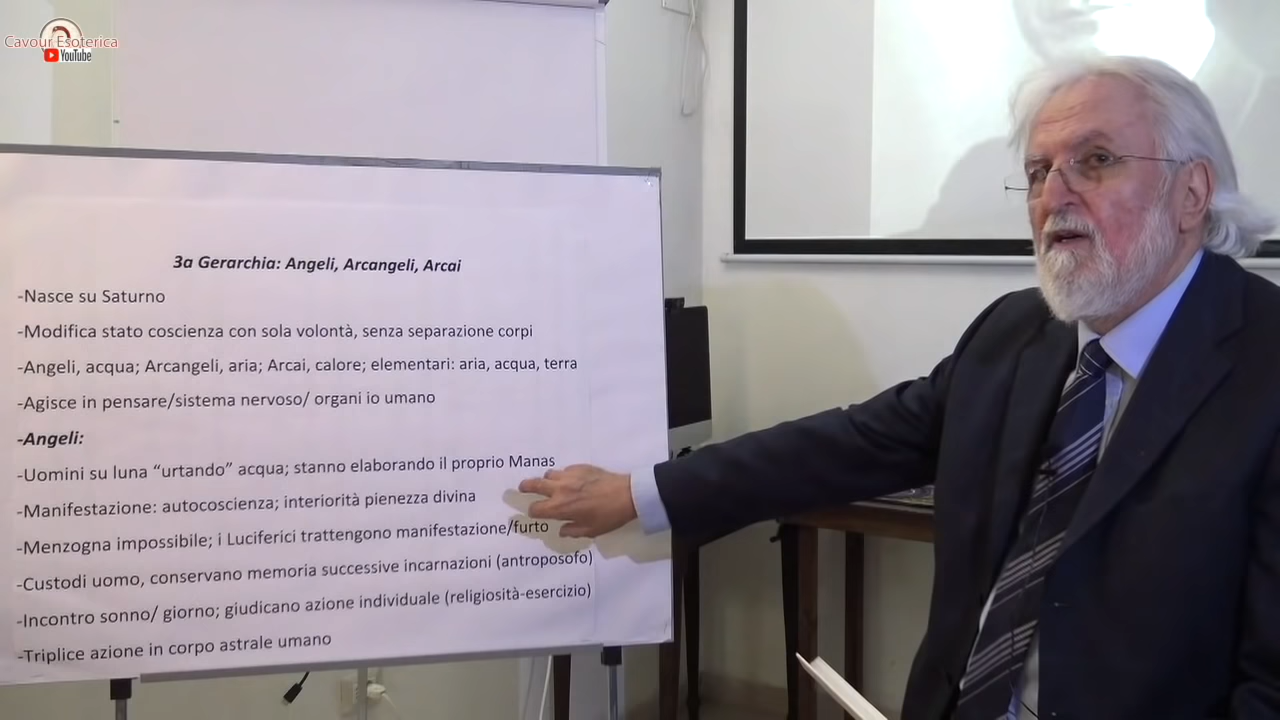 Cavour Esoterica
YouTube
3a Gerarchia: Angeli, Arcangeli, Arcai
-Nasce su Saturno
-Modifica stato coscienza con sola volontà, senza separazione corpi
-Angeli, acqua; Arcangeli, aria; Arcai, calore; elementari: aria, acqua, terra
-Agisce in pensare/sistema nervoso/ organi io umano
-Angeli:
-Uomini su luna “urtando” acqua; stanno elaborando il proprio Manas
-Manifestazione: autocoscienza; interiorità pienezza divina
-Menzogna impossibile; i Luciferici trattengono manifestazione/furto
-Custodi uomo, conservano memoria successive incarnazioni (antroposofo)
-Incontro sonno/ giorno; giudicano azione individuale (religiosità-esercizio)
-Triplice azione in corpo astrale umano